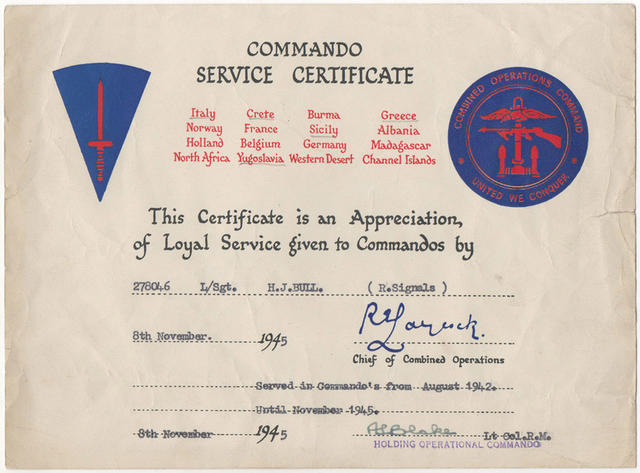 COMMANDO
SERVICE CERTIFICATE
Italy Crete Burma Greece
Norway France Sicily Albania
Holland Belgium Germany Madagascar
North Africa Yugoslavia Western Desert Channel Islands
COMBINED OPERATIONS COMMAND
UNITED WE CONQUER
This Certificate is an Appreciation,
of Loyal Service given to Commandos by
278046 L/Sgt. H.J.BULL. ( R.Signals )
8th November. 1945 R Laycock.
Chief of Combined Operations
Served in Commando's from August 1942.
Until November 1945.
8th November 1945 Blake Lt Col.R.M.
HOLDING OPERATIONAL COMMANDO